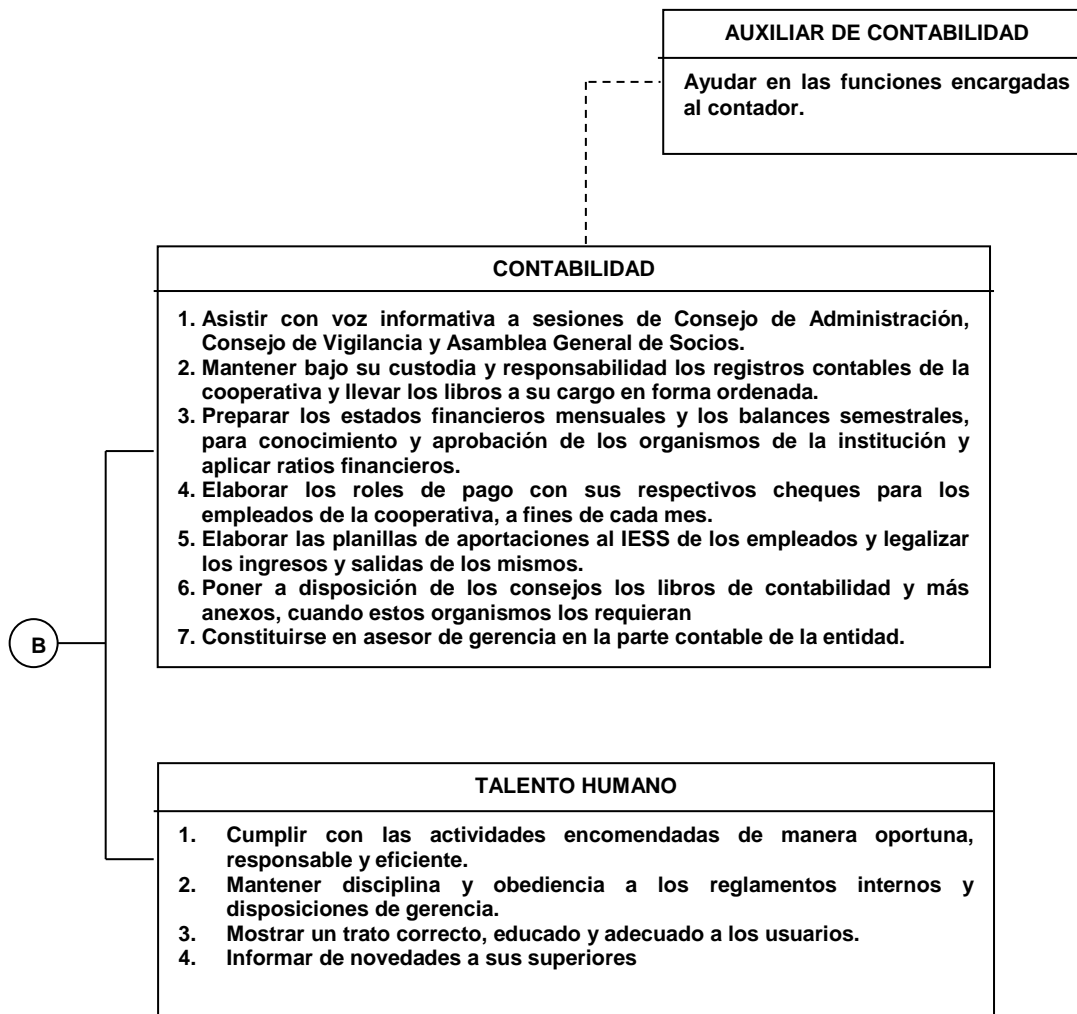 AUXILIAR DE CONTABILIDAD
Ayudar en las funciones encargadas
al contador.
CONTABILIDAD
1. Asistir con voz informativa a sesiones de Consejo de Administración,
Consejo de Vigilancia y Asamblea General de Socios.
2. Mantener bajo su custodia y responsabilidad los registros contables de la
cooperativa y llevar los libros a su cargo en forma ordenada.
3. Preparar los estados financieros mensuales y los balances semestrales,
para conocimiento y aprobación de los organismos de la institución y
aplicar ratios financieros.
4. Elaborar los roles de pago con sus respectivos cheques para los
empleados de la cooperativa, a fines de cada mes.
5. Elaborar las planillas de aportaciones al IESS de los empleados y legalizar
los ingresos y salidas de los mismos.
6. Poner a disposición de los consejos los libros de contabilidad y más
anexos, cuando estos organismos los requieran
7. Constituirse en asesor de gerencia en la parte contable de la entidad.
B
TALENTO HUMANO
1. Cumplir con las actividades encomendadas de manera oportuna,
responsable y eficiente.
2. Mantener disciplina y obediencia a los reglamentos internos y
disposiciones de gerencia.
3. Mostrar un trato correcto, educado y adecuado a los usuarios.
4. Informar de novedades a sus superiores